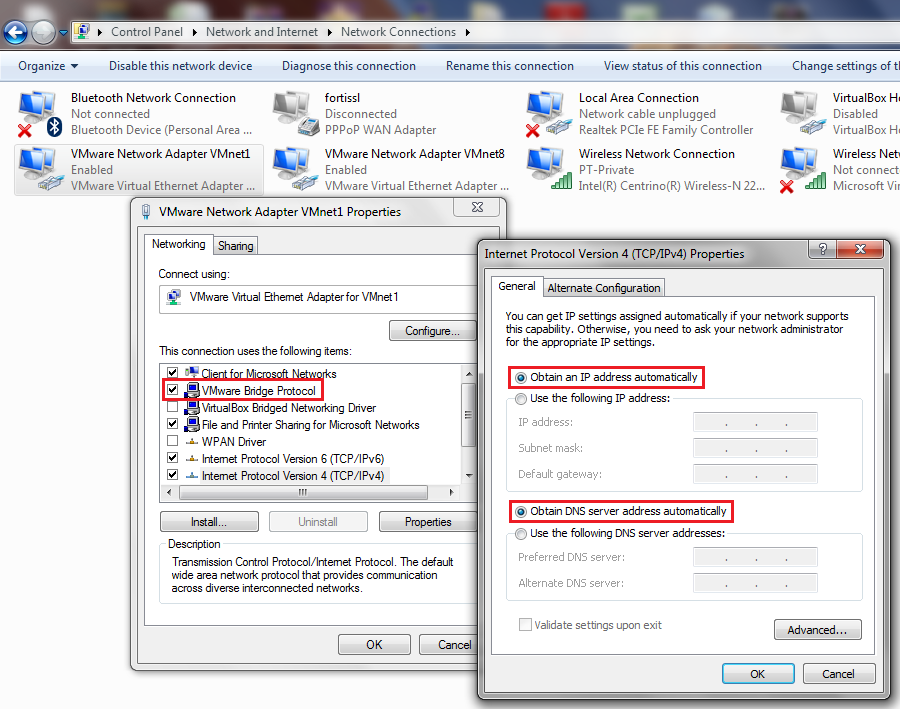 Control Panel Network and Internet Network Connections
Organize Disable this network device Diagnose this connection Rename this connection View status of this connection Change settings of t
Bluetooth Network Connection
Not connected
Bluetooth Device (Personal Area ...
fortissl
Disconnected
PPPoP WAN Adapter
Local Area Connection
Network cable unplugged
Realtek PCIe FE Family Controller
VirtualBox Ho
Disabled
VirtualBox Ho
VMware Network Adapter VMnet1
Enabled
VMware Virtual Ethernet Adapter ...
VMware Network Adapter VMnet8
Enabled
VMware Virtual Ethernet Adapter ...
Wireless Network Connection
PT-Private
Intel(R) Centrino(R) Wireless-N 22...
Wireless Netw
Not connecte
Microsoft Vir
VMware Network Adapter VMnet1 Properties
Networking Sharing
Connect using:
VMware Virtual Ethernet Adapter for VMnet1
Configure...
This connection uses the following items:
Client for Microsoft Networks
VMware Bridge Protocol
VirtualBox Bridged Networking Driver
File and Printer Sharing for Microsoft Networks
WPAN Driver
Internet Protocol Version 6 (TCP/IPv6)
Internet Protocol Version 4 (TCP/IPv4)
Install... Uninstall Properties
Description
Transmission Control Protocol/Internet Protocol. The default
wide area network protocol that provides communication
across diverse interconnected networks.
OK Cancel
Internet Protocol Version 4 (TCP/IPv4) Properties
General Alternate Configuration
You can get IP settings assigned automatically if your network supports
this capability. Otherwise, you need to ask your network administrator
for the appropriate IP settings.
Obtain an IP address automatically
Use the following IP address:
IP address:
Subnet mask:
Default gateway:
Obtain DNS server address automatically
Use the following DNS server addresses:
Preferred DNS server:
Alternate DNS server:
Validate settings upon exit
Advanced...
OK Cancel